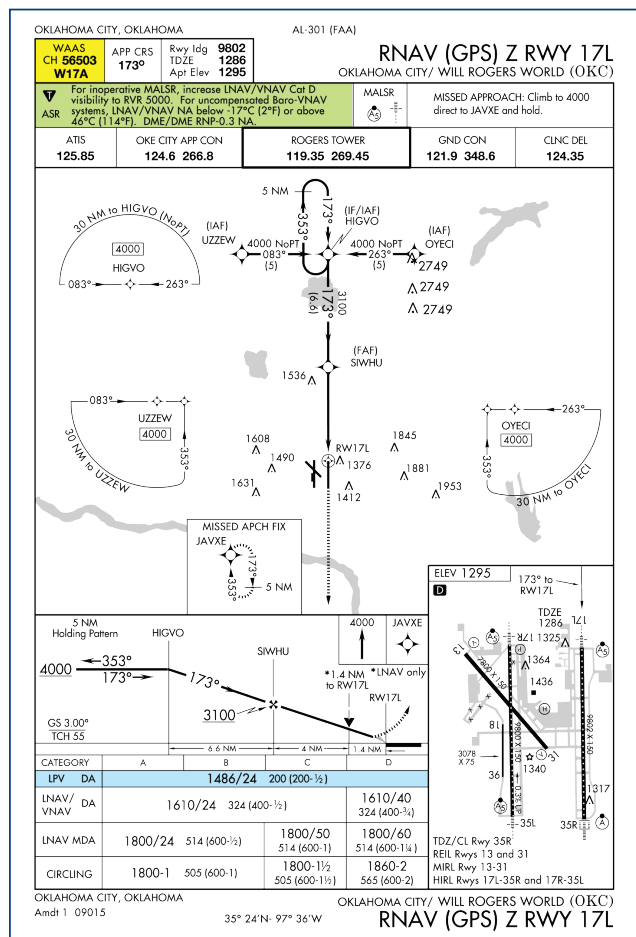 OKLAHOMA CITY, OKLAHOMA
AL-301 (FAA)
WAAS
CH 56503
W17A
APP CRS
173°
Rwy Idg 9802
TDZE 1286
Apt Elev 1295
RNAV (GPS) Z RWY 17L
OKLAHOMA CITY/ WILL ROGERS WORLD (OKC)
T
ASR
For inoperative MALSR, increase LNAV/VNAV Cat D
visibility to RVR 5000. For uncompensated Baro-VNAV
systems, LNAV/VNAV NA below -17°C (2°F) or above
46°C (114°F). DME/DME RNP-0.3 NA.
MALSR
A5
MISSED APPROACH: Climb to 4000
direct to JAVXE and hold.
ATIS
125.85
OKE CITY APP CON
124.6 266.8
ROGERS TOWER
119.35 269.45
GND CON
121.9 348.6
CLNC DEL
124.35
30 NM to HIGVO (NoPT)
4000
HIGVO
083°
263°
5 NM
353°
173°
(IF/IAF)
HIGVO
(IAF)
UZZEW
4000 NoPT
083°
(5)
4000 NoPT
263°
(5)
(IAF)
OYECI
2749
2749
2749
3100
173°
(6.6)
(FAF)
SIWHU
1536
083°
UZZEW
4000
353°
30 NM to UZZEW
263°
OYECI
4000
353°
30 NM to OYECI
1608
1490
1631
RW17L
1376
1412
1845
1881
1953
MISSED APCH FIX
JAVXE
353°
173°
5 NM
ELEV 1295
D
173° to
RW17L
TDZE
1286
17L
17R
1325
A5
A5
1364
1436
13
7800 X 150
H
18
3078
X 75
36
9800 X 150
0.3% UP
31
1340
9802 X 150
1317
A5
35L
35R
A
TDZ/CL Rwy 35R
REIL Rwys 13 and 31
MIRL Rwy 13-31
HIRL Rwys 17L-35R and 17R-35L
5 NM
Holding Pattern
HIGVO
SIWHU
4000
JAVXE
*1.4 NM
to RW17L
*LNAV only
RW17L
4000
353°
173°
173°
3100
GS 3.00°
TCH 55
6.6 NM
4 NM
1.4 NM
CATEGORY A B C D
LPV DA 1486/24 200 (200-½)
LNAV/
VNAV DA
1610/24 324 (400-½)
1610/40
324 (400-¾)
LNAV MDA
1800/24 514 (600-½)
1800/50
514 (600-1)
1800/60
514 (600-1¼)
CIRCLING
1800-1 505 (600-1)
1800-1½
505 (600-1½)
1860-2
565 (600-2)
OKLAHOMA CITY, OKLAHOMA
Amdt 1 09015
35° 24'N- 97° 36'W
OKLAHOMA CITY/ WILL ROGERS WORLD (OKC)
RNAV (GPS) Z RWY 17L